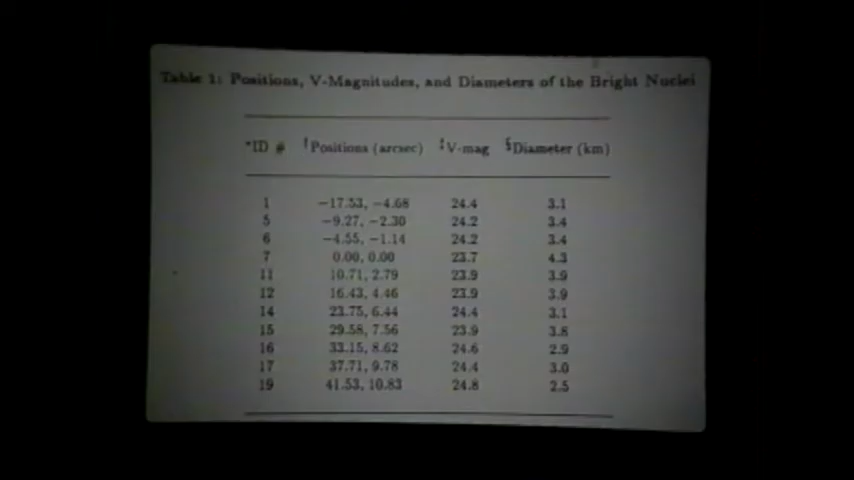 Table 1: Positions, V-Magnitudes, and Diameters of the Bright Nuclei
*ID # †Positions (arcsec) ‡V-mag §Diameter (km)
1 −17.53, −4.68 24.4 3.1
5 −9.27, −2.30 24.2 3.4
6 −4.55, −1.14 24.2 3.4
7 0.00, 0.00 23.7 4.3
11 10.71, 2.79 23.9 3.9
12 16.43, 4.46 23.9 3.9
14 23.75, 6.44 24.4 3.1
15 29.58, 7.56 23.9 3.8
16 33.15, 8.62 24.6 2.9
17 37.71, 9.78 24.4 3.0
19 41.53, 10.83 24.8 2.5